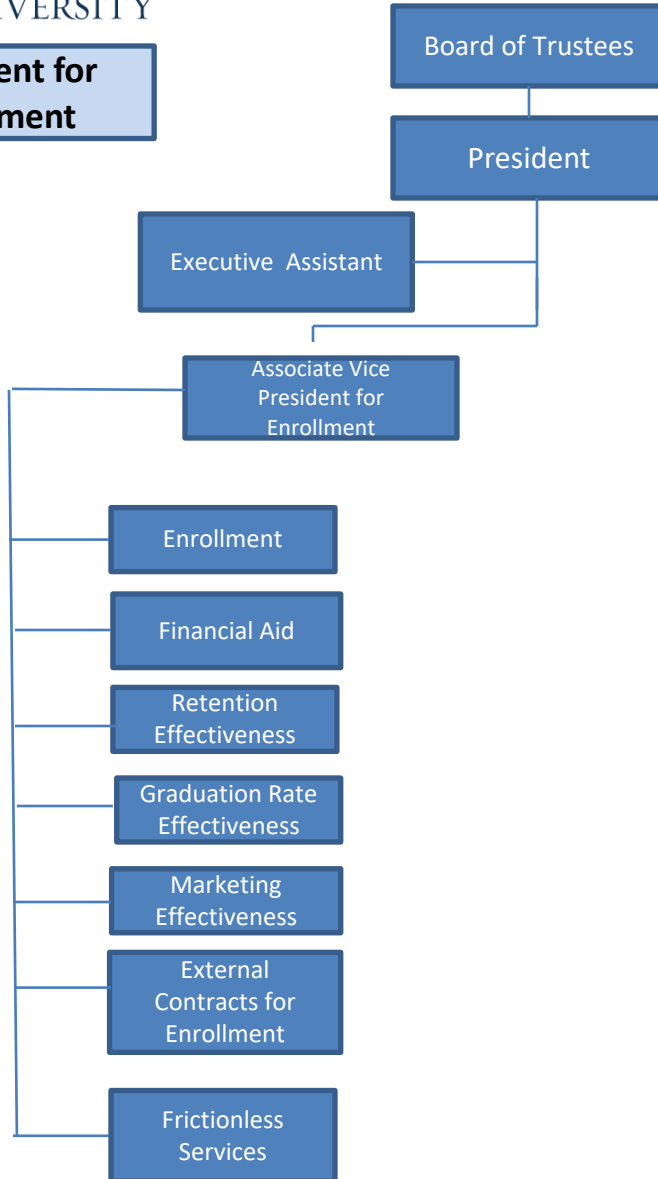 Board of Trustees
ent for
ment
President
Executive Assistant
Associate Vice
President for
Enrollment
Enrollment
Financial Aid
Retention
Effectiveness
Graduation Rate
Effectiveness
Marketing
Effectiveness
External
Contracts for
Enrollment
Frictionless
Services